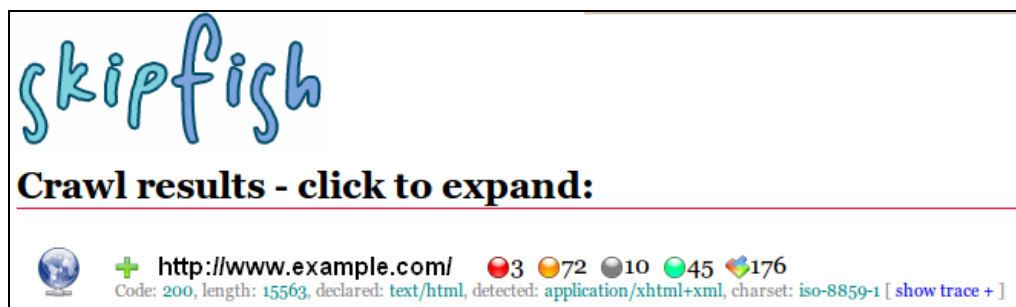 skipfish
Crawl results - click to expand:
http://www.example.com/ 3 72 10 45 176
Code: 200, length: 15563, declared: text/html, detected: application/xhtml+xml, charset: iso-8859-1 [ show trace + ]